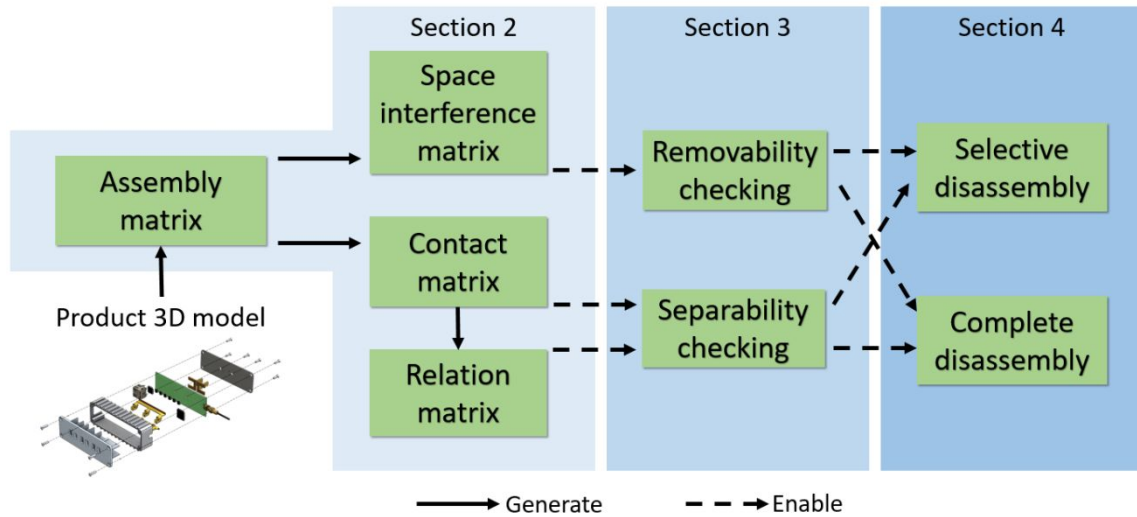 Section 2
Section 3
Section 4
Space
interference
matrix
Assembly
matrix
Removability
checking
Selective
disassembly
Contact
matrix
Product 3D model
Separability
checking
Complete
disassembly
Relation
matrix
Generate
Enable